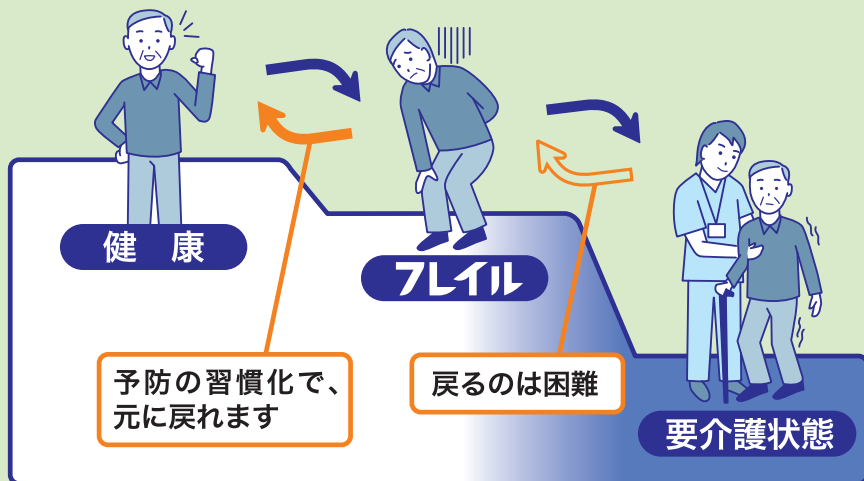 健康
フレイル
予防の習慣化で、
元に戻れます
戻るのは困難
要介護状態